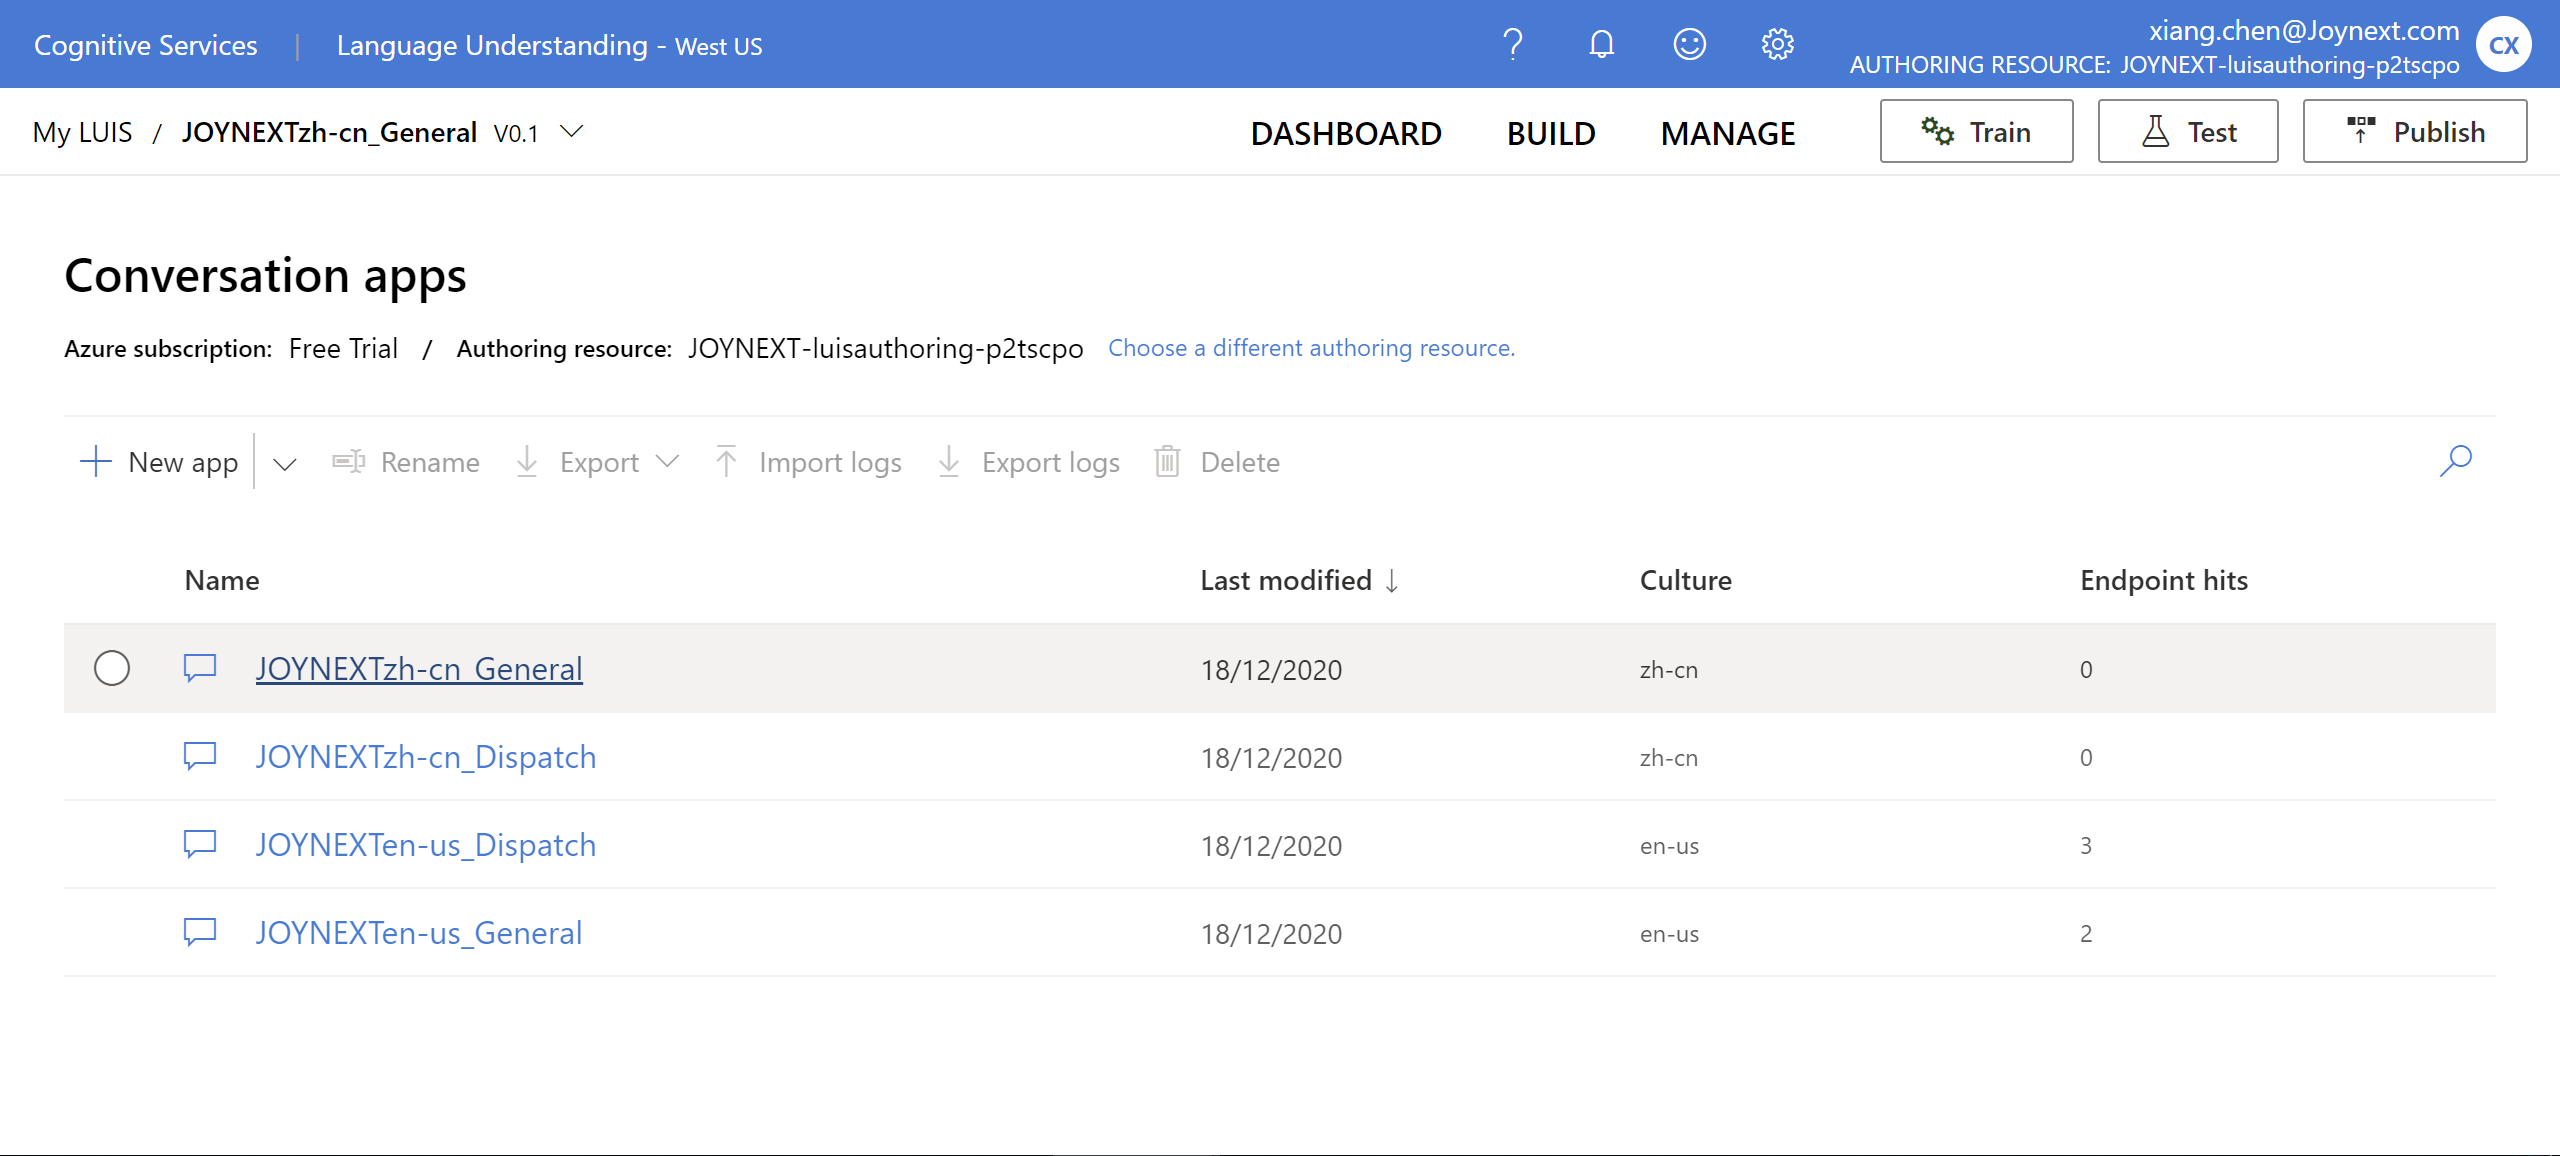 Cognitive Services | Language Understanding - West US
xiang.chen@Joynext.com
AUTHORING RESOURCE: JOYNEXT-luisauthoring-p2tscpo
CX
My LUIS / JOYNEXTzh-cn_General V0.1
DASHBOARD BUILD MANAGE Train Test Publish
Conversation apps
Azure subscription: Free Trial / Authoring resource: JOYNEXT-luisauthoring-p2tscpo Choose a different authoring resource.
New app Rename Export Import logs Export logs Delete
Name Last modified Culture Endpoint hits
JOYNEXTzh-cn_General 18/12/2020 zh-cn 0
JOYNEXTzh-cn_Dispatch 18/12/2020 zh-cn 0
JOYNEXTen-us_Dispatch 18/12/2020 en-us 3
JOYNEXTen-us_General 18/12/2020 en-us 2